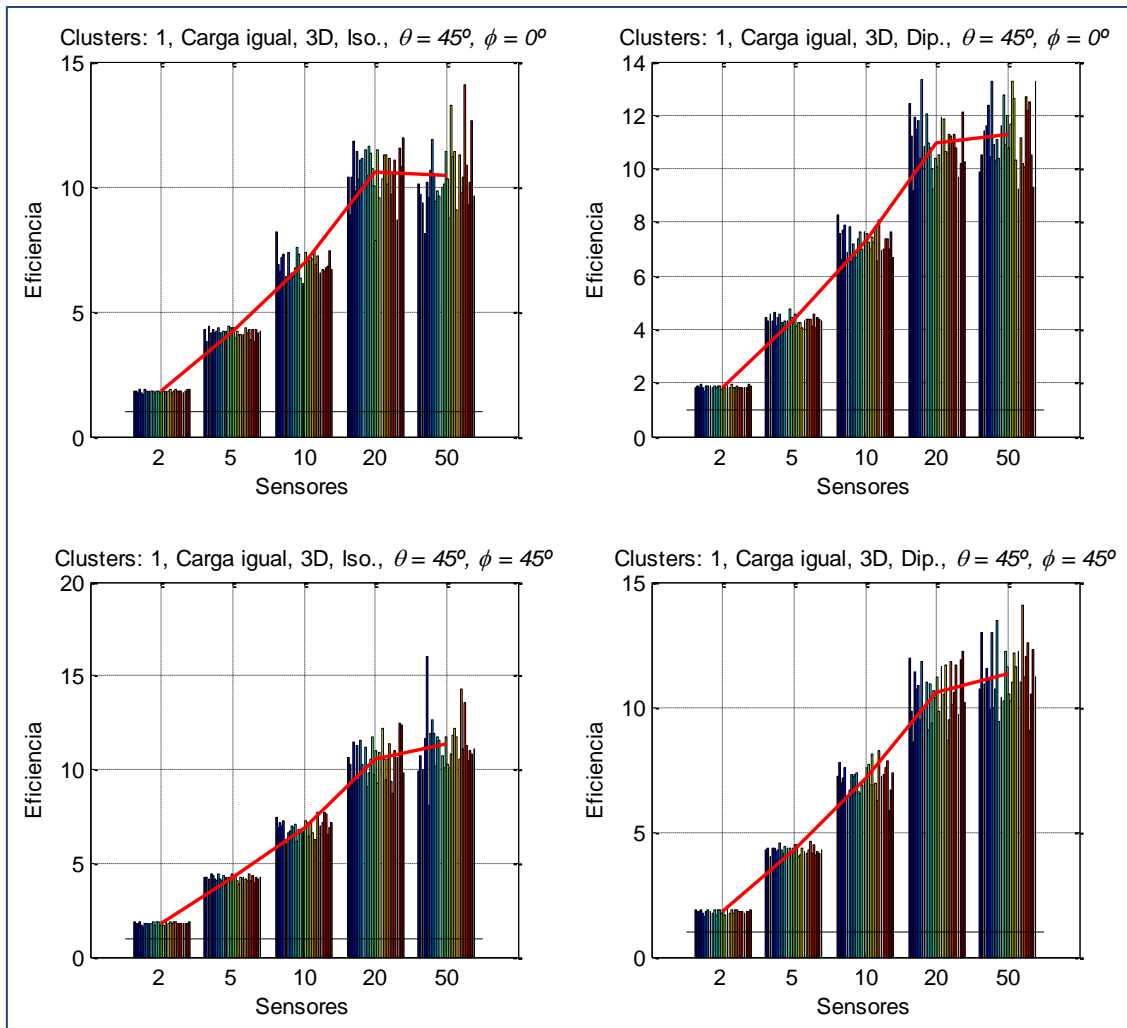 Clusters: 1, Carga igual, 3D, Iso., θ = 45º, ϕ = 0º
15
10
5
0
Eficiencia
2 5 10 20 50
Sensores
Clusters: 1, Carga igual, 3D, Dip., θ = 45º, ϕ = 0º
14
12
10
8
6
4
2
0
Eficiencia
2 5 10 20 50
Sensores
Clusters: 1, Carga igual, 3D, Iso., θ = 45º, ϕ = 45º
20
15
10
5
0
Eficiencia
2 5 10 20 50
Sensores
Clusters: 1, Carga igual, 3D, Dip., θ = 45º, ϕ = 45º
15
10
5
0
Eficiencia
2 5 10 20 50
Sensores